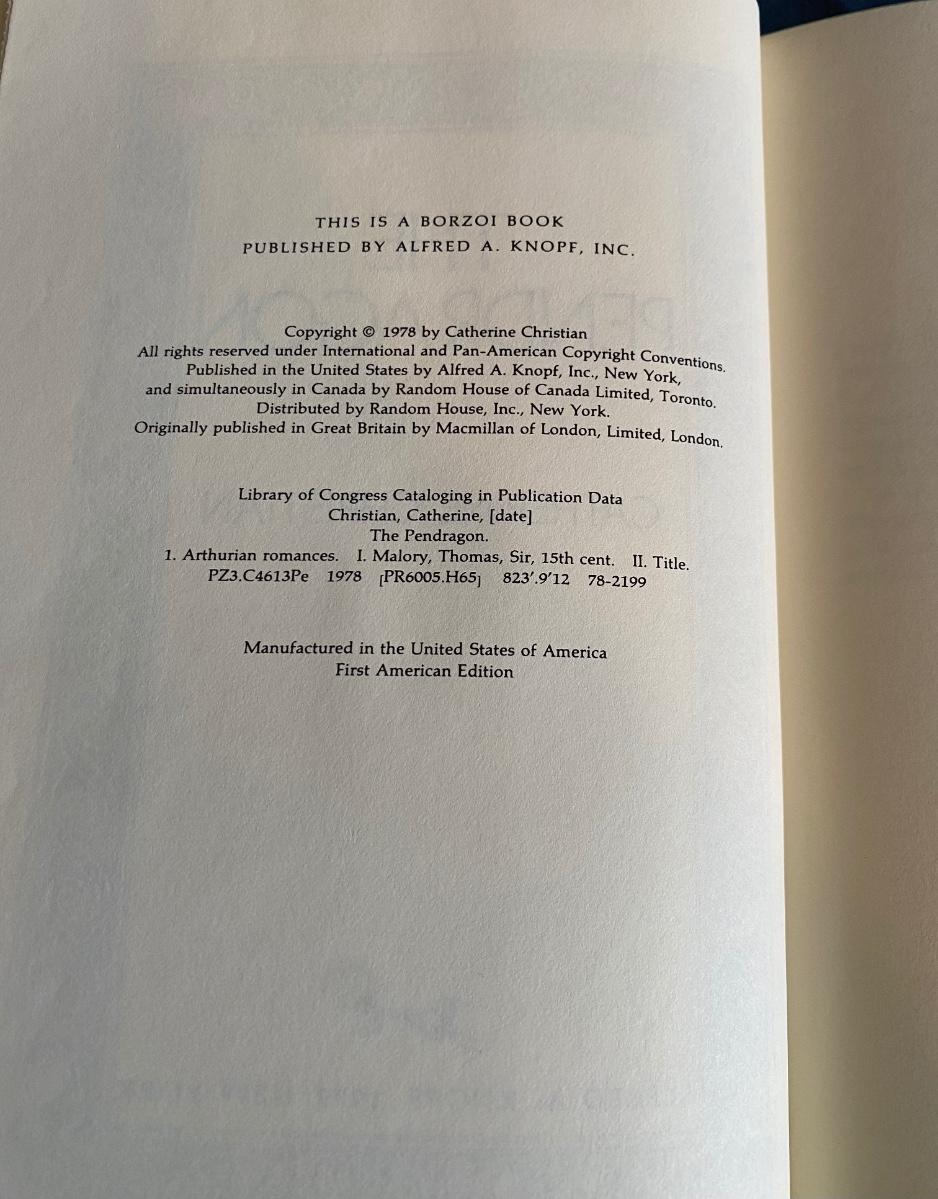 THIS IS A BORZOI BOOK
PUBLISHED BY ALFRED A. KNOPF, INC.
Copyright © 1978 by Catherine Christian
All rights reserved under International and Pan-American Copyright Conventions.
Published in the United States by Alfred A. Knopf, Inc., New York,
and simultaneously in Canada by Random House of Canada Limited, Toronto.
Distributed by Random House, Inc., New York.
Originally published in Great Britain by Macmillan of London, Limited, London.
Library of Congress Cataloging in Publication Data
Christian, Catherine, [date]
The Pendragon.
1. Arthurian romances. I. Malory, Thomas, Sir, 15th cent. II. Title.
PZ3.C4613Pe 1978 [PR6005.H65] 823'.9'12 78-2199
Manufactured in the United States of America
First American Edition